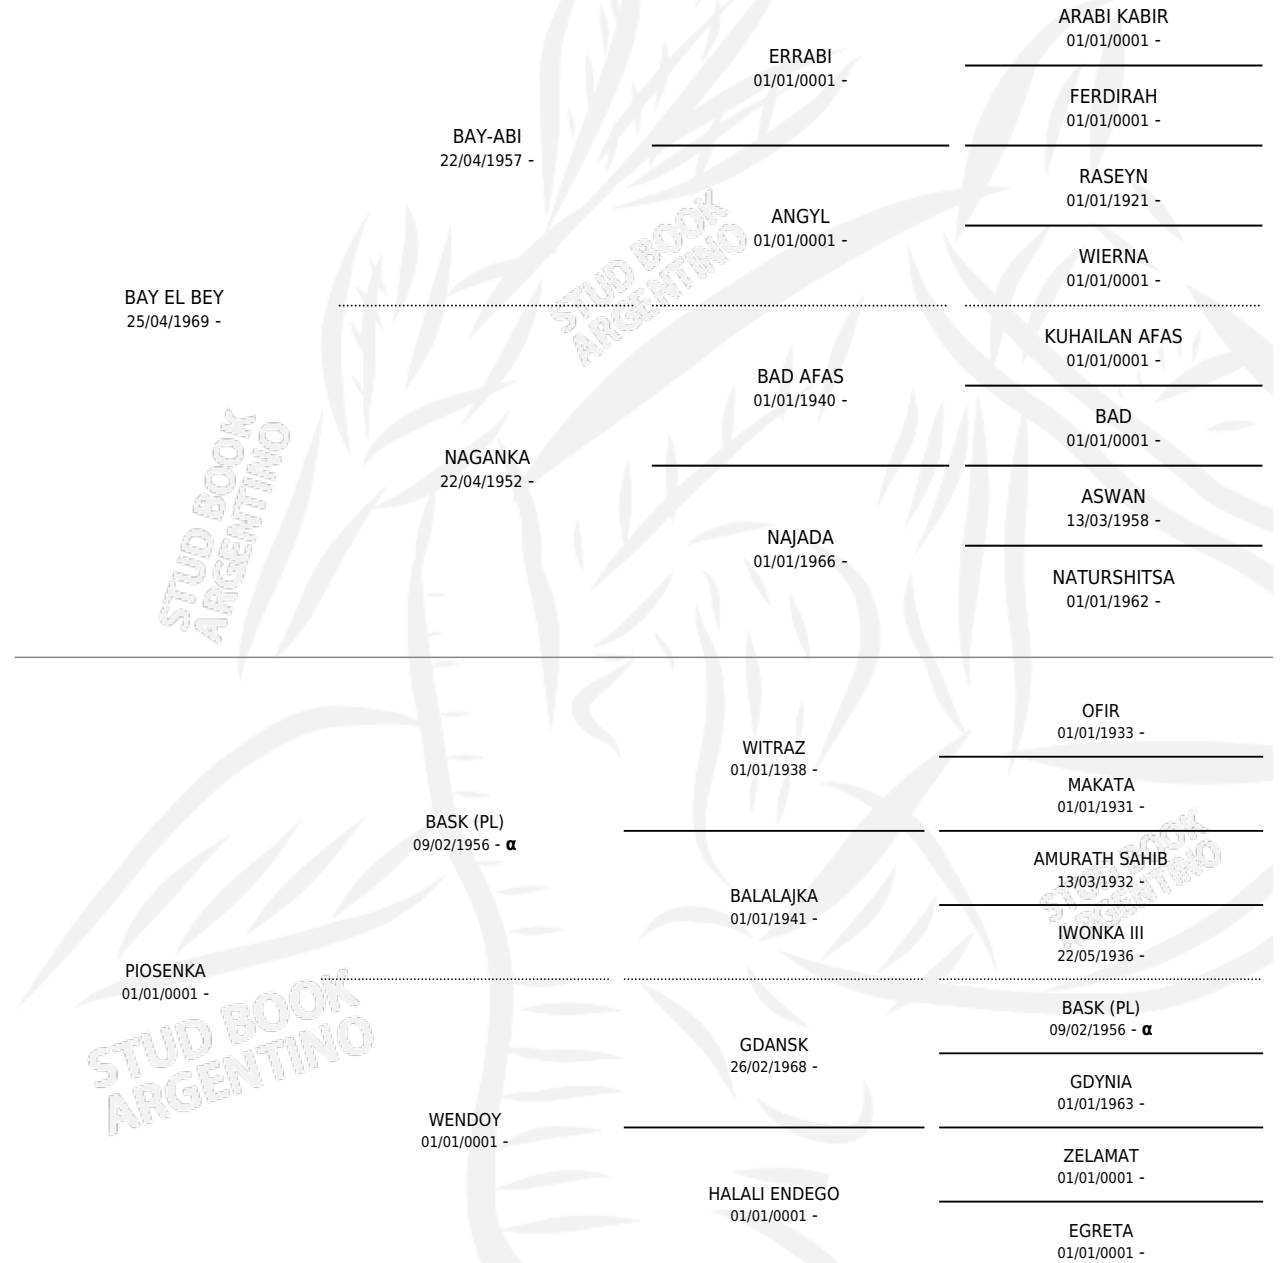 ARABI KABIR
01/01/0001 -
ERRABI
01/01/0001 -
FERDIRAH
01/01/0001 -
BAY-ABI
22/04/1957 -
RASEYN
01/01/1921 -
ANGYL
01/01/0001 -
WIERNA
01/01/0001 -
BAY EL BEY
25/04/1969 -
KUHAILAN AFAS
01/01/0001 -
BAD AFAS
01/01/1940 -
BAD
01/01/0001 -
NAGANKA
22/04/1952 -
ASWAN
13/03/1958 -
NAJADA
01/01/1966 -
NATURSHITSA
01/01/1962 -
OFIR
01/01/1933 -
WITRAZ
01/01/1938 -
MAKATA
01/01/1931 -
BASK (PL)
09/02/1956 - α
AMURATH SAHIB
13/03/1932 -
BALALAJKA
01/01/1941 -
IWONKA III
22/05/1936 -
PIOSENKA
01/01/0001 -
BASK (PL)
09/02/1956 - α
GDANSK
26/02/1968 -
GDYNIA
01/01/1963 -
WENDOY
01/01/0001 -
ZELAMAT
01/01/0001 -
HALALI ENDEGO
01/01/0001 -
EGRETA
01/01/0001 -
STUD BOOK
ARGENTINO
STUD BOOK
ARGENTINO
STUD BOOK
ARGENTINO
STUD BOOK
ARGENTINO